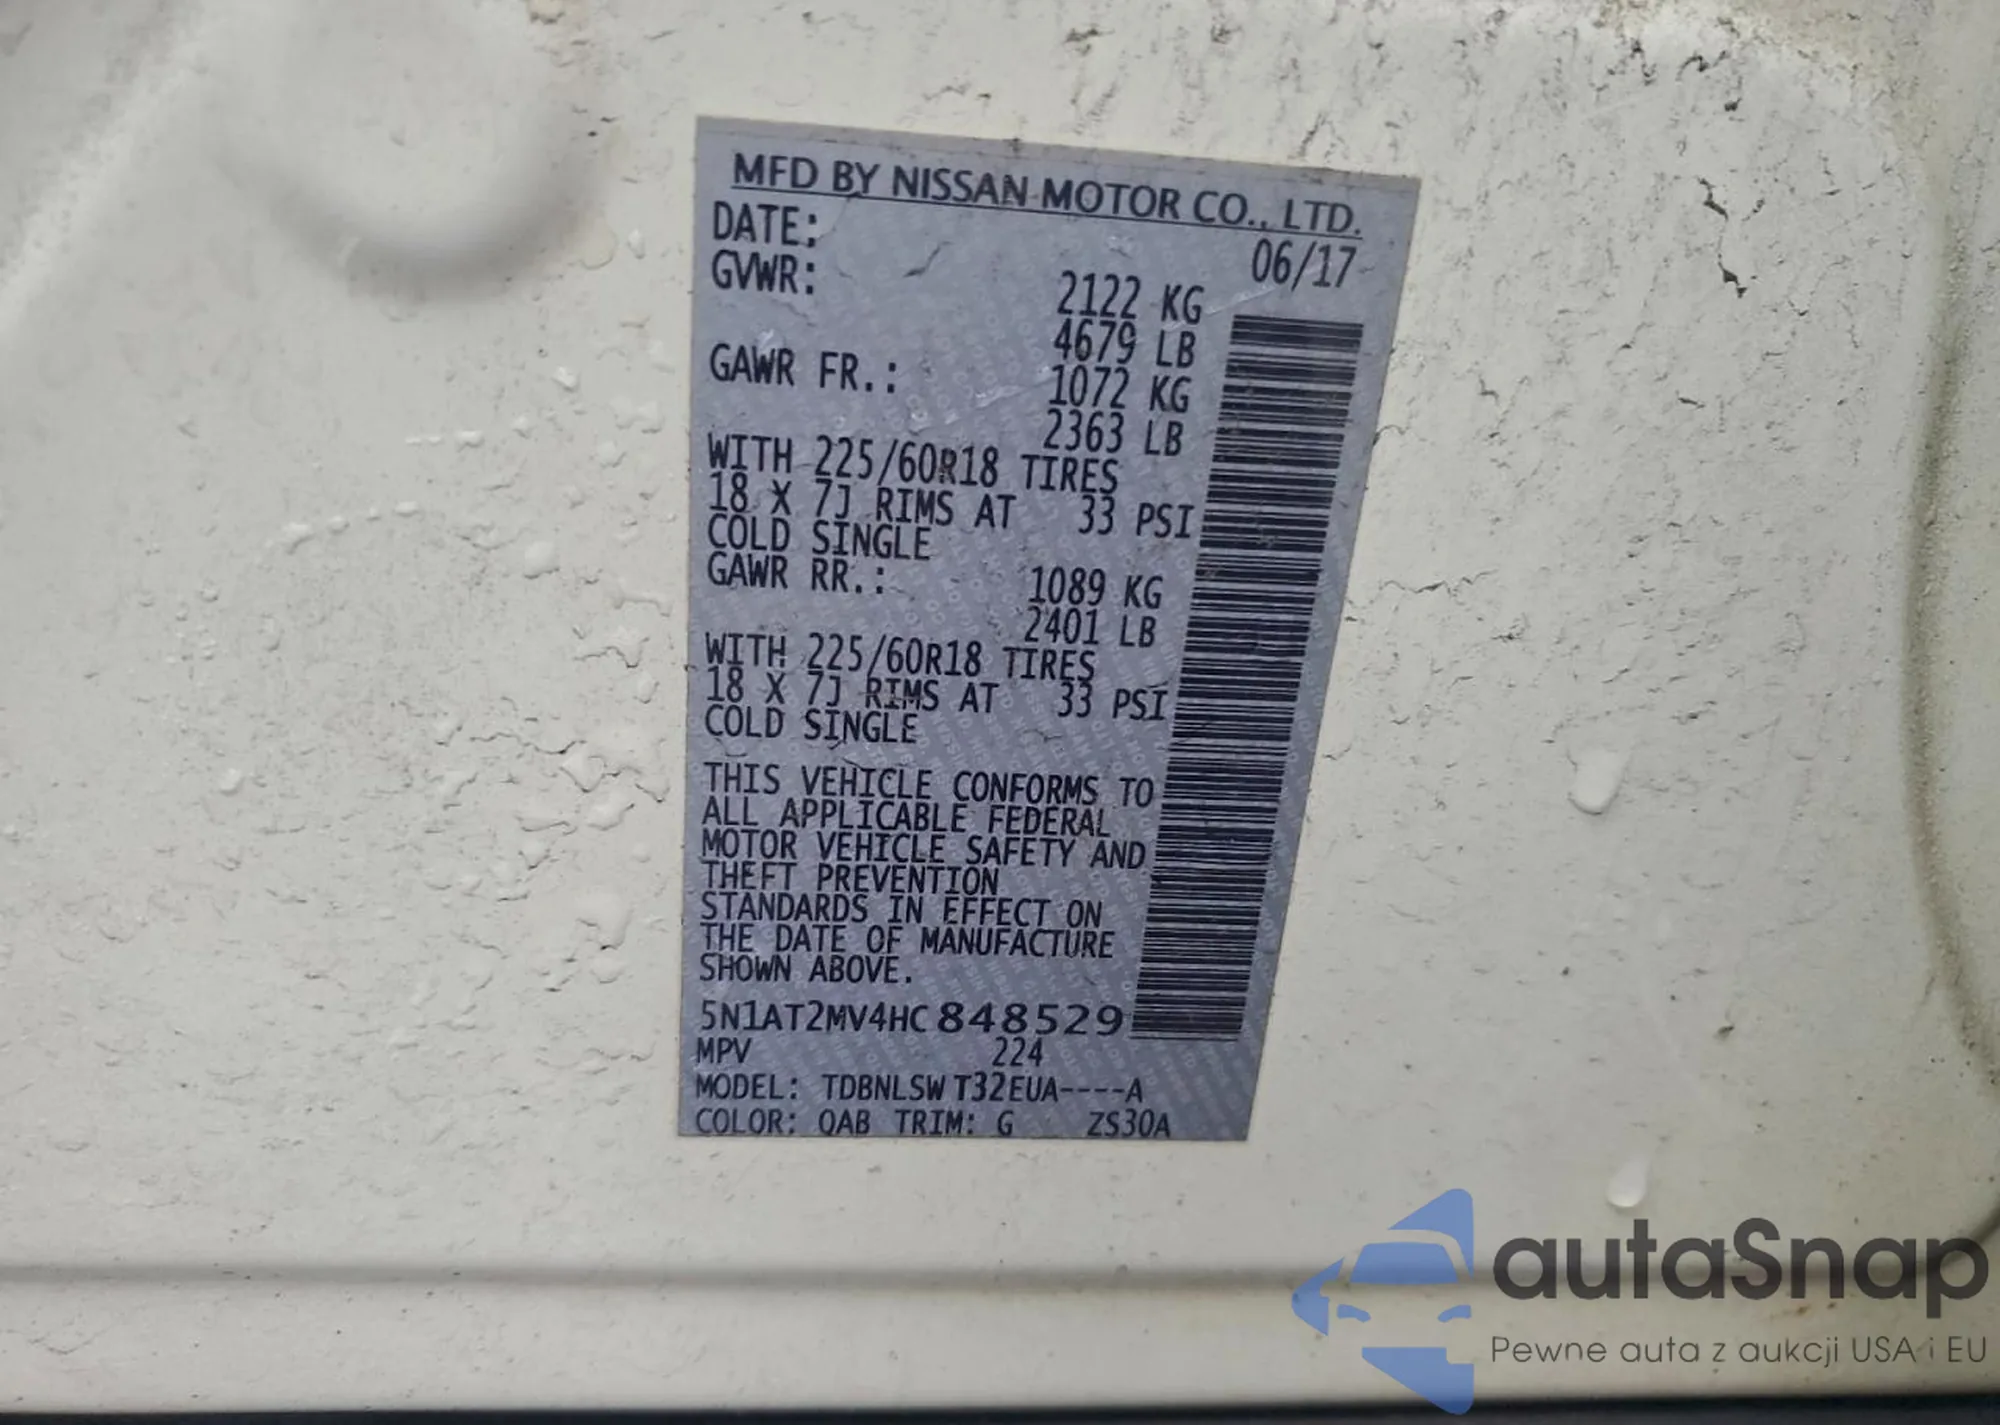 MFD BY NISSAN MOTOR CO., LTD.
DATE: 06/17
GVWR: 2122 KG
4679 LB
GAWR FR.: 1072 KG
2363 LB
WITH 225/60R18 TIRES
18 X 7J RIMS AT 33 PSI
COLD SINGLE
GAWR RR.: 1089 KG
2401 LB
WITH 225/60R18 TIRES
18 X 7J RIMS AT 33 PSI
COLD SINGLE
THIS VEHICLE CONFORMS TO
ALL APPLICABLE FEDERAL
MOTOR VEHICLE SAFETY AND
THEFT PREVENTION
STANDARDS IN EFFECT ON
THE DATE OF MANUFACTURE
SHOWN ABOVE.
5N1AT2MV4HC848529
MPV 224
MODEL: TDBNLSW T32EUA----A
COLOR: QAB TRIM: G ZS30A
autaSnap
Pewne auta z aukcji USA i EU